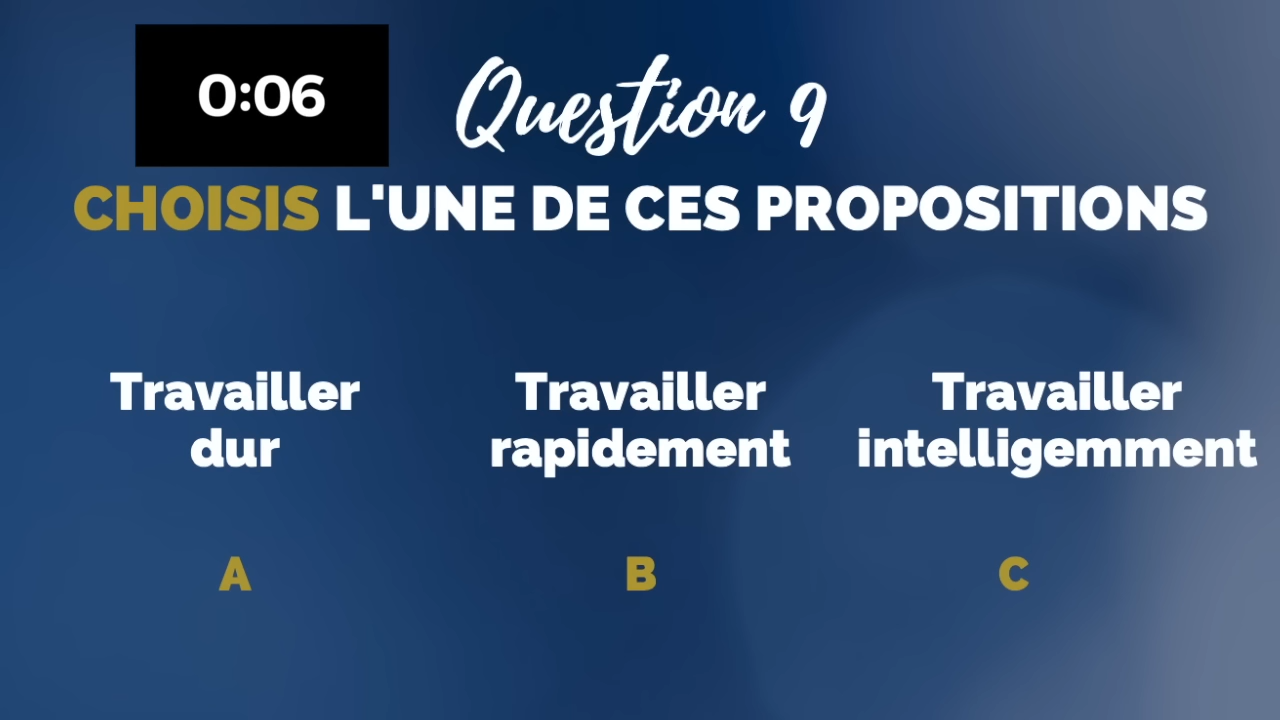 0:06
Question 9
CHOISIS L'UNE DE CES PROPOSITIONS
Travailler
dur
Travailler
rapidement
Travailler
intelligemment
A
B
C